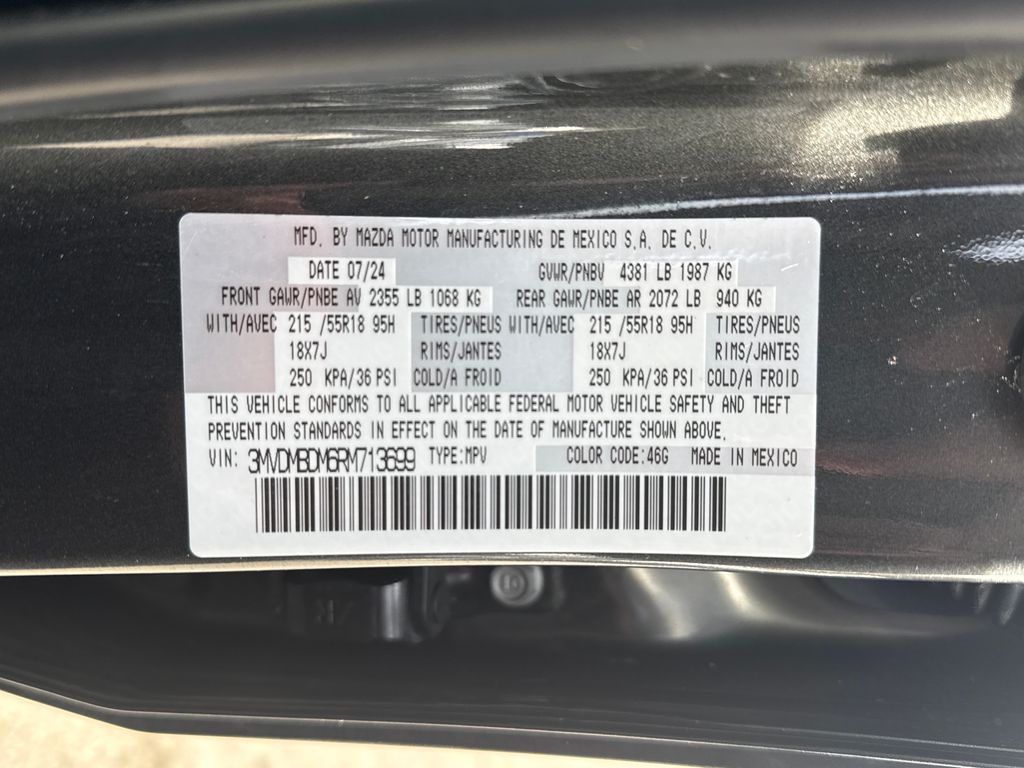 MFD. BY MAZDA MOTOR MANUFACTURING DE MEXICO S.A. DE C.V.
DATE 07/24 GVWR/PNBV 4381 LB 1987 KG
FRONT GAWR/PNBE AV 2355 LB 1068 KG REAR GAWR/PNBE AR 2072 LB 940 KG
WITH/AVEC 215 /55R18 95H TIRES/PNEUS WITH/AVEC 215 /55R18 95H TIRES/PNEUS
18X7J RIMS/JANTES 18X7J RIMS/JANTES
250 KPA/36 PSI COLD/A FROID 250 KPA/36 PSI COLD/A FROID
THIS VEHICLE CONFORMS TO ALL APPLICABLE FEDERAL MOTOR VEHICLE SAFETY AND THEFT
PREVENTION STANDARDS IN EFFECT ON THE DATE OF MANUFACTURE SHOWN ABOVE.
VIN: 3MVDMBDM6RM713699 TYPE:MPV COLOR CODE:46G MADE IN MEXICO